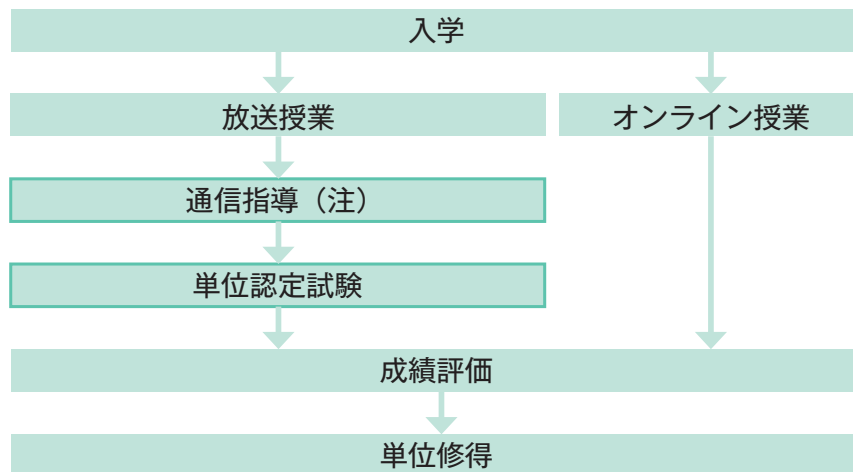 入学
放送授業
オンライン授業
通信指導（注）
単位認定試験
成績評価
単位修得